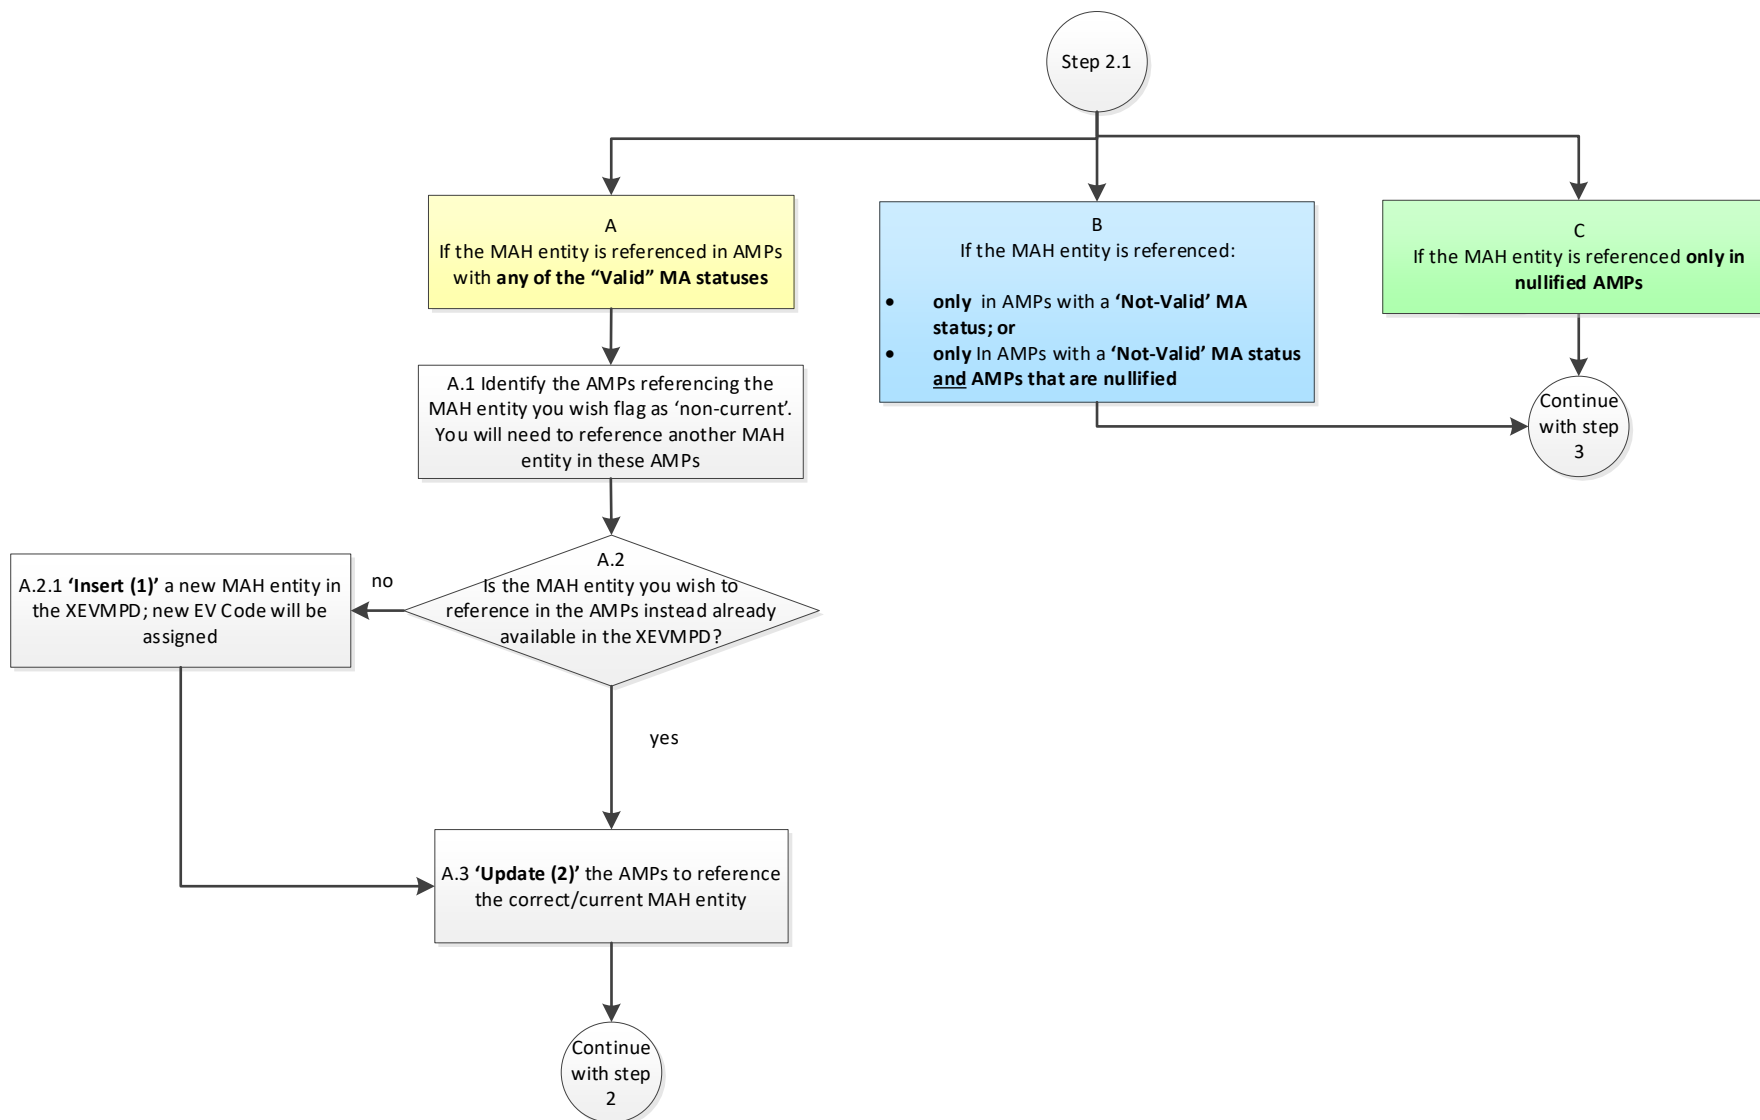 Step 2.1
A
If the MAH entity is referenced in AMPs
with any of the “Valid” MA statuses
B
If the MAH entity is referenced:
• only in AMPs with a ‘Not-Valid’ MA
status; or
• only In AMPs with a ‘Not-Valid’ MA status
and AMPs that are nullified
C
If the MAH entity is referenced only in
nullified AMPs
A.1 Identify the AMPs referencing the
MAH entity you wish flag as ‘non-current’.
You will need to reference another MAH
entity in these AMPs
Continue
with step
3
A.2
Is the MAH entity you wish to
reference in the AMPs instead already
available in the XEVMPD?
no
A.2.1 ‘Insert (1)’ a new MAH entity in
the XEVMPD; new EV Code will be
assigned
yes
A.3 ‘Update (2)’ the AMPs to reference
the correct/current MAH entity
Continue
with step
2